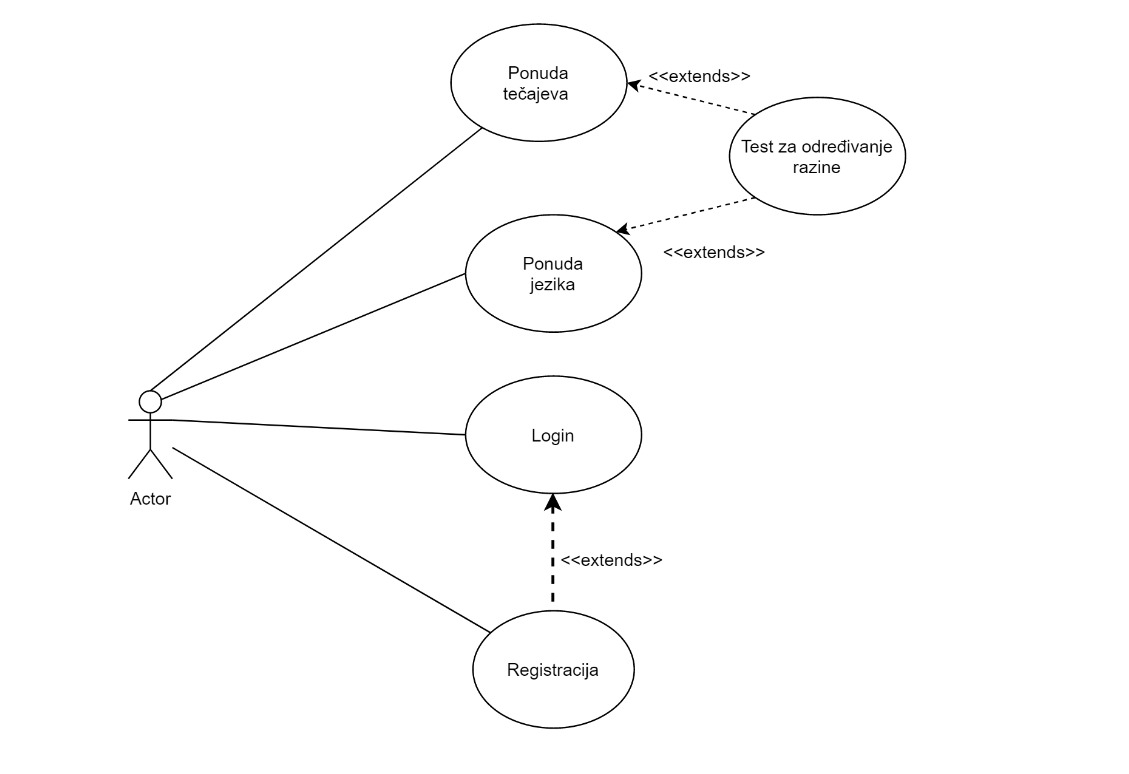 Ponuda
tečajeva
<<extends>>
Test za određivanje
razine
<<extends>>
Ponuda
jezika
Login
Actor
<<extends>>
Registracija